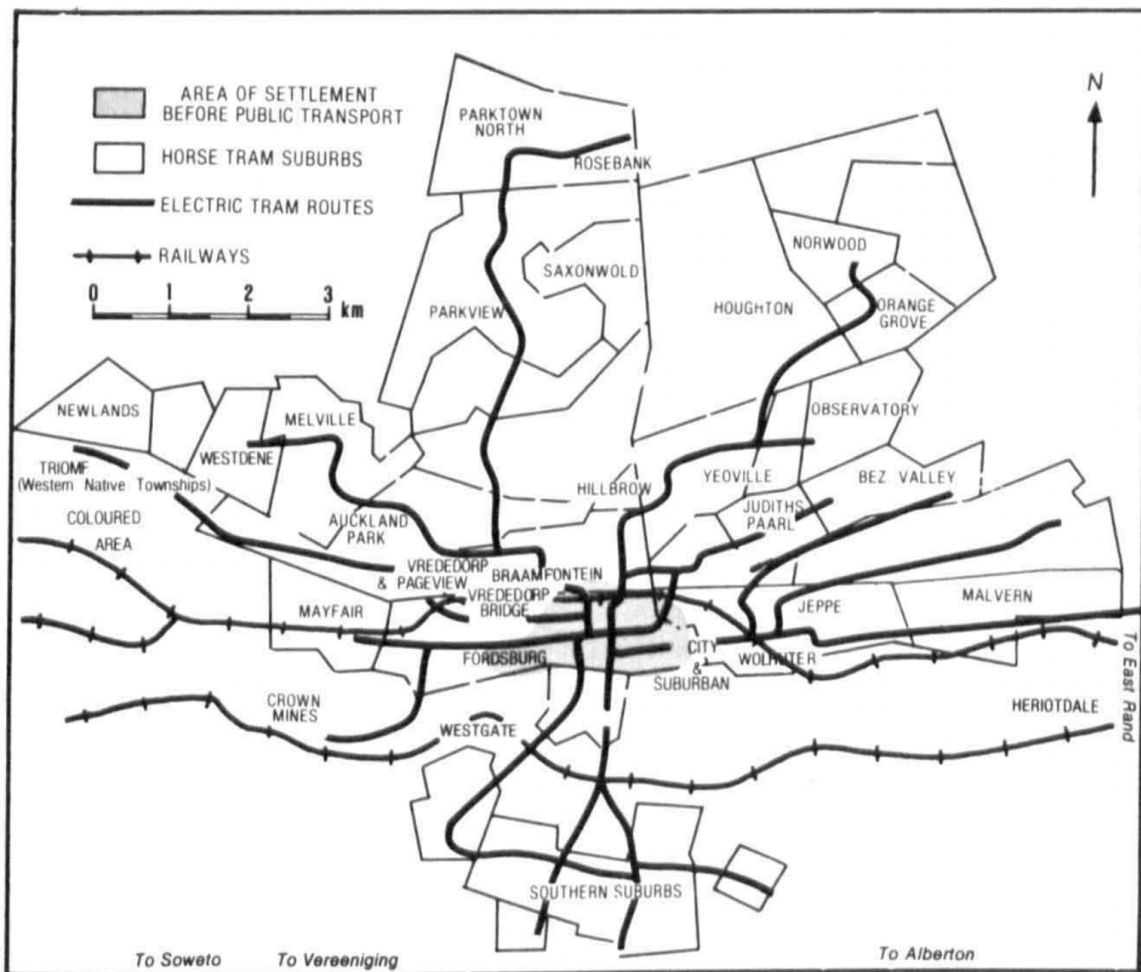 N
AREA OF SETTLEMENT
BEFORE PUBLIC TRANSPORT
HORSE TRAM SUBURBS
ELECTRIC TRAM ROUTES
RAILWAYS
0 1 2 3
km
PARKTOWN
NORTH
ROSEBANK
SAXONWOLD
PARKVIEW
NORWOOD
HOUGHTON
ORANGE
GROVE
NEWLANDS
MELVILLE
WESTDENE
OBSERVATORY
TRIOMF
(Western Native Townships)
HILLBROW
YEOVILLE
BEZ VALLEY
JUDITHS
PAARL
COLOURED
AREA
AUCKLAND
PARK
VREDEDORP
& PAGEVIEW
BRAAMFONTEIN
VREDEDORP
BRIDGE
MAYFAIR
JEPPE
MALVERN
FORDSBURG
CITY
&
SUBURBAN
WOLHUTER
CROWN
MINES
WESTGATE
HERIOTDALE
To East Rand
SOUTHERN SUBURBS
To Soweto
To Vereeniging
To Alberton